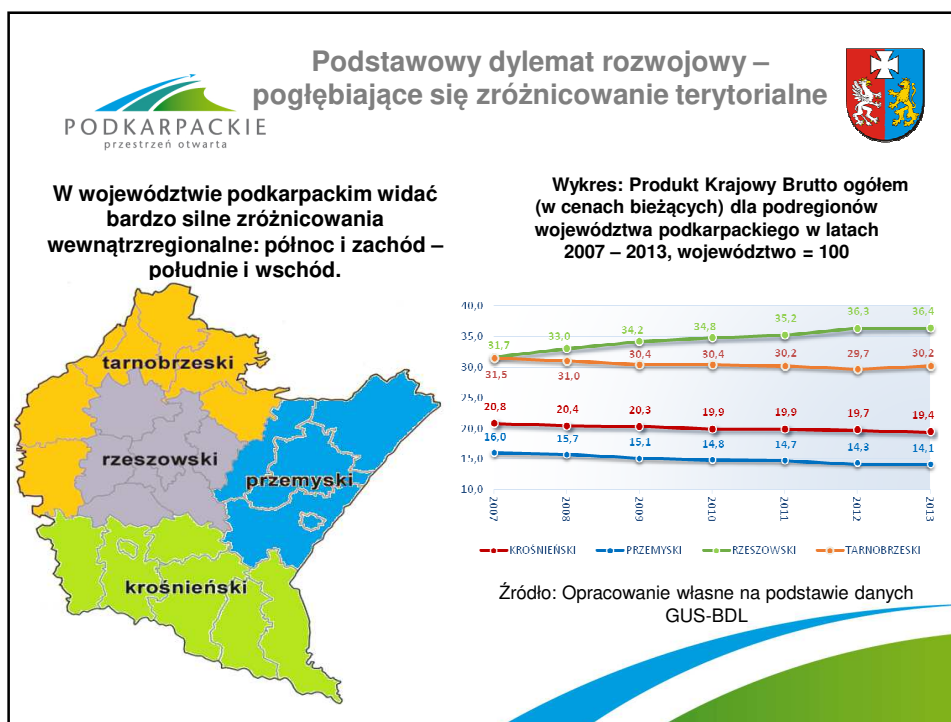 Podstawowy dylemat rozwojowy –
pogłębiające się zróżnicowanie terytorialne
PODKARPACKIE
przestrzeń otwarta
W województwie podkarpackim widać
bardzo silne zróżnicowania
wewnątrzregionalne: północ i zachód –
południe i wschód.
tarnobrzeski
rzeszowski
przemyski
krośnieński
Wykres: Produkt Krajowy Brutto ogółem
(w cenach bieżących) dla podregionów
województwa podkarpackiego w latach
2007 – 2013, województwo = 100
40,0
35,0
30,0
25,0
20,0
15,0
10,0
31,7 33,0 34,2 34,8 35,2 36,3 36,4
31,5 31,0 30,4 30,4 30,2 29,7 30,2
20,8 20,4 20,3 19,9 19,9 19,7 19,4
16,0 15,7 15,1 14,8 14,7 14,3 14,1
2007 2008 2009 2010 2011 2012 2013
KROŚNIEŃSKI PRZEMYSKI RZESZOWSKI TARNOBRZESKI
Źródło: Opracowanie własne na podstawie danych
GUS-BDL